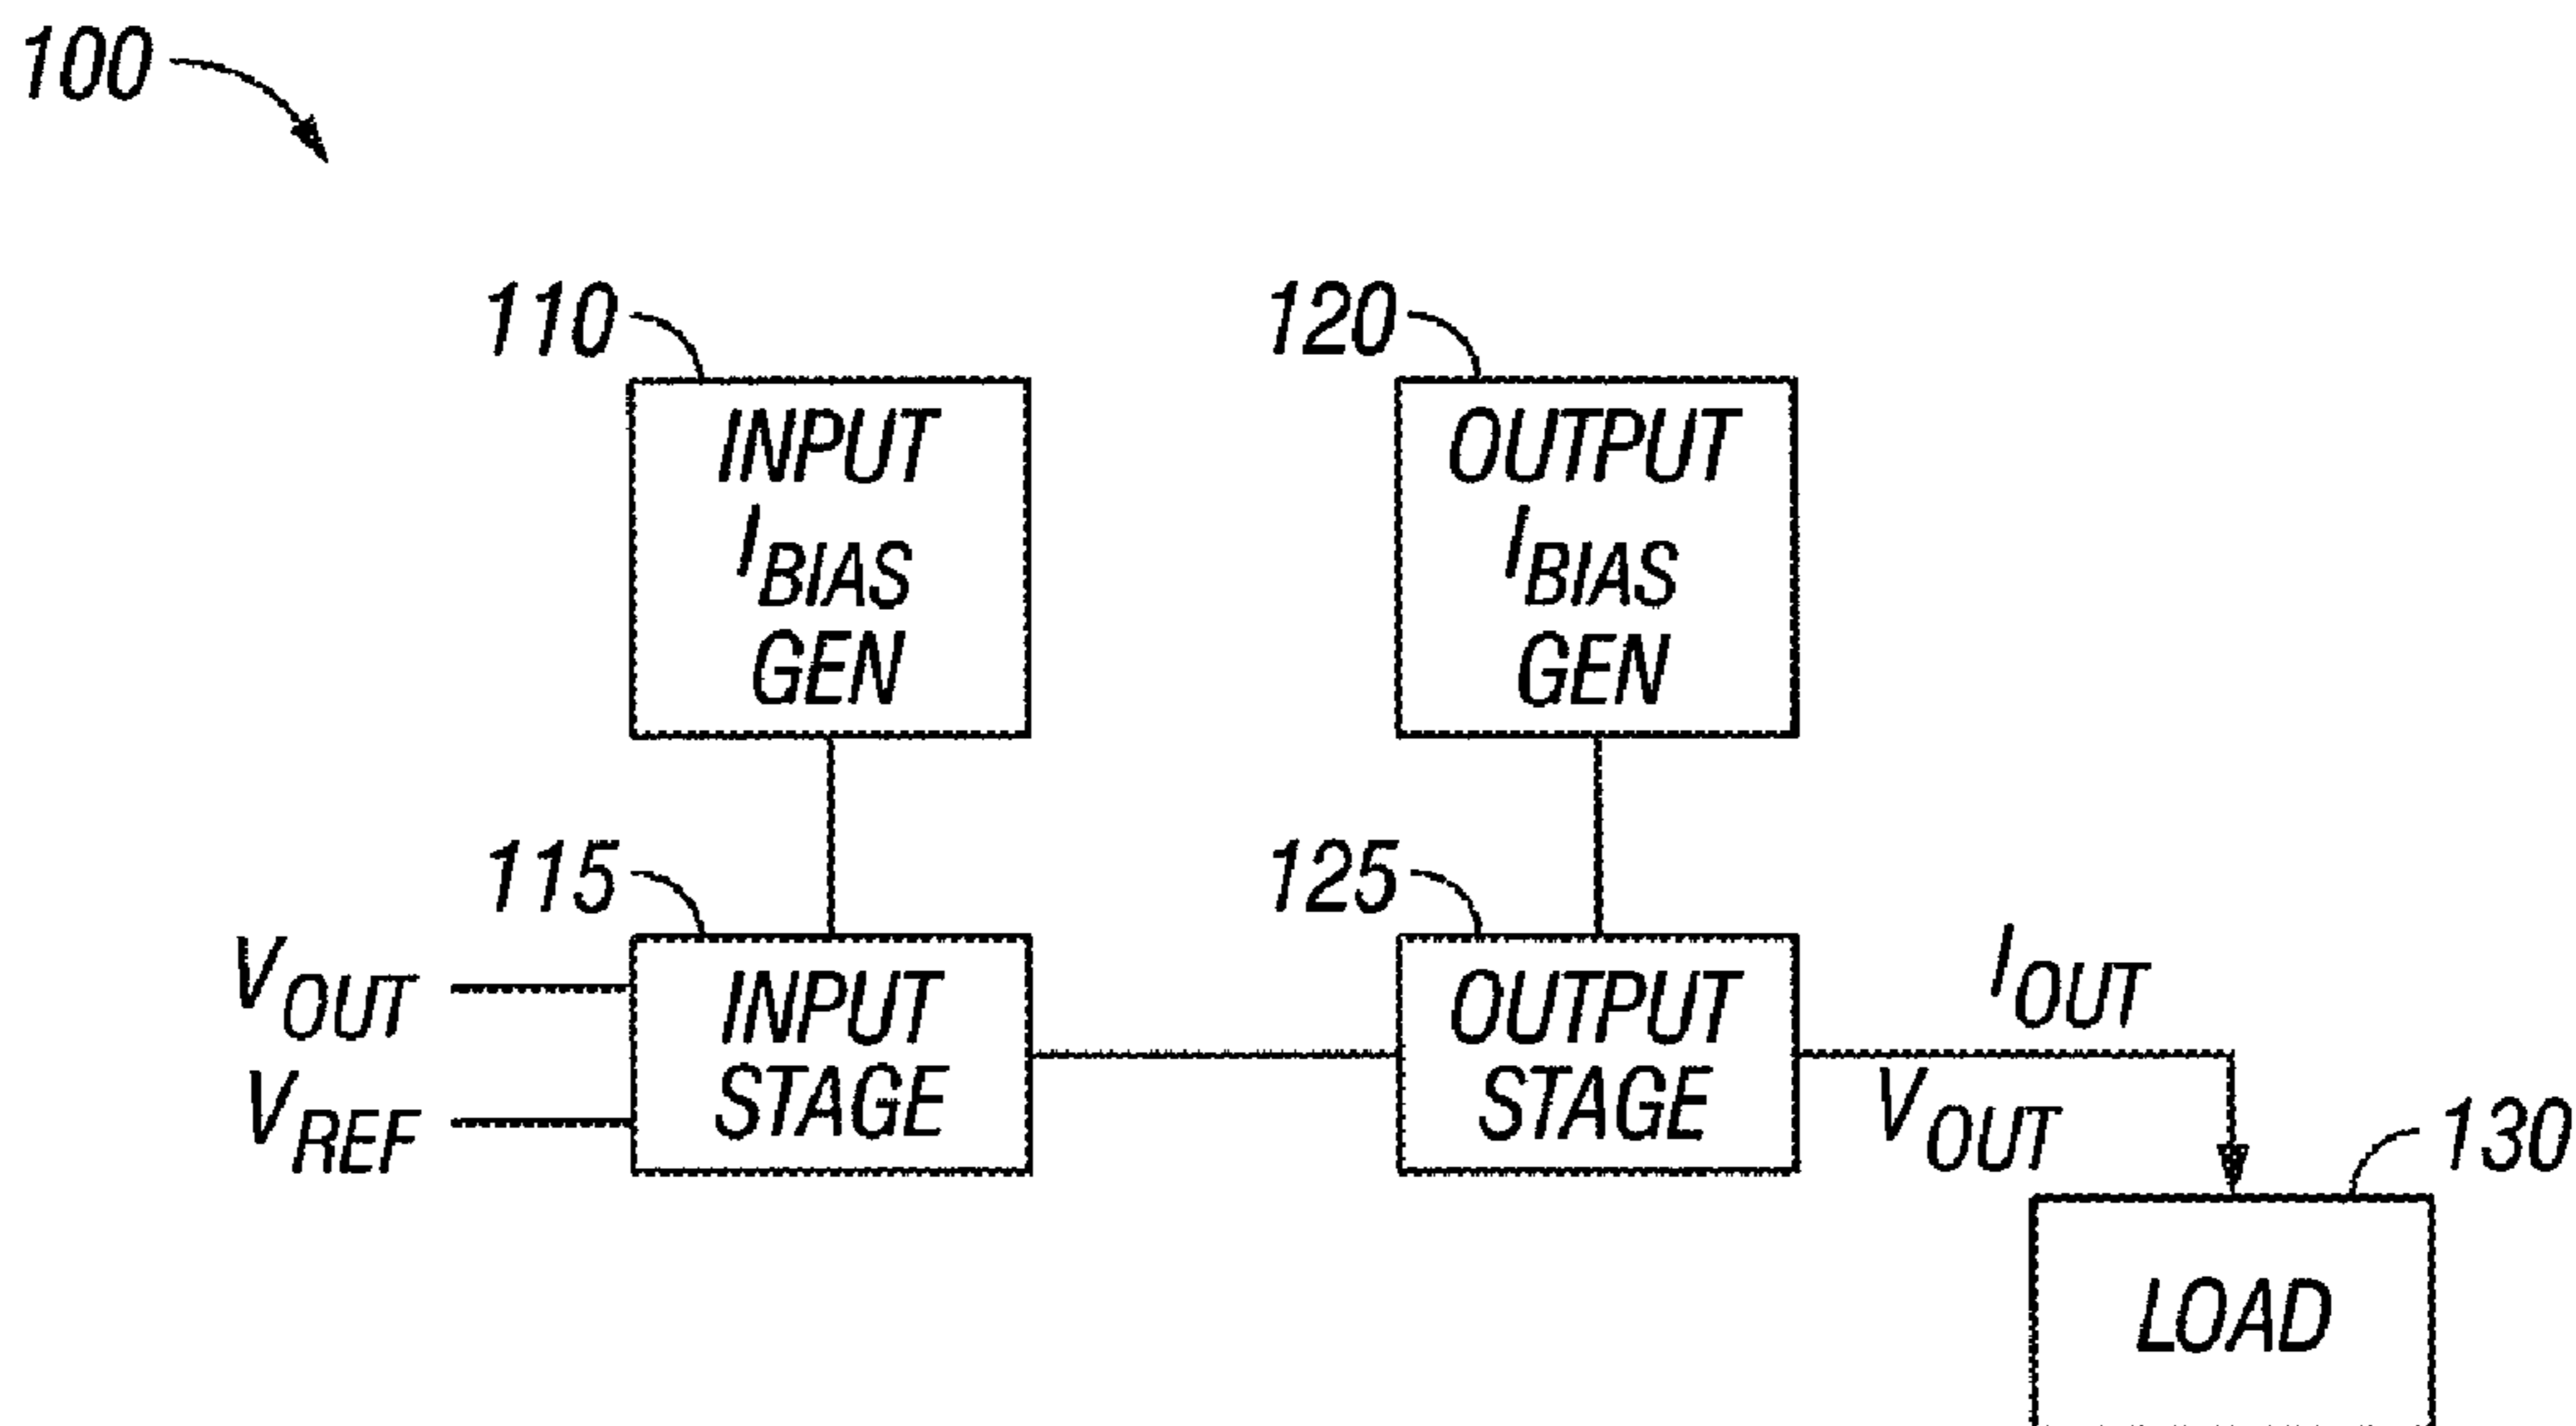 100
110
120
INPUT
IBIAS
GEN
OUTPUT
IBIAS
GEN
115
125
VOUT
VREF
INPUT
STAGE
OUTPUT
STAGE
IOUT
VOUT
130
LOAD